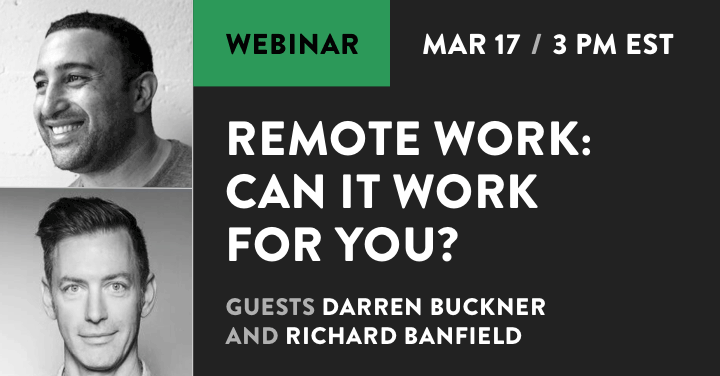 WEBINAR
MAR 17 / 3 PM EST
REMOTE WORK:
CAN IT WORK
FOR YOU?
GUESTS DARREN BUCKNER
AND RICHARD BANFIELD